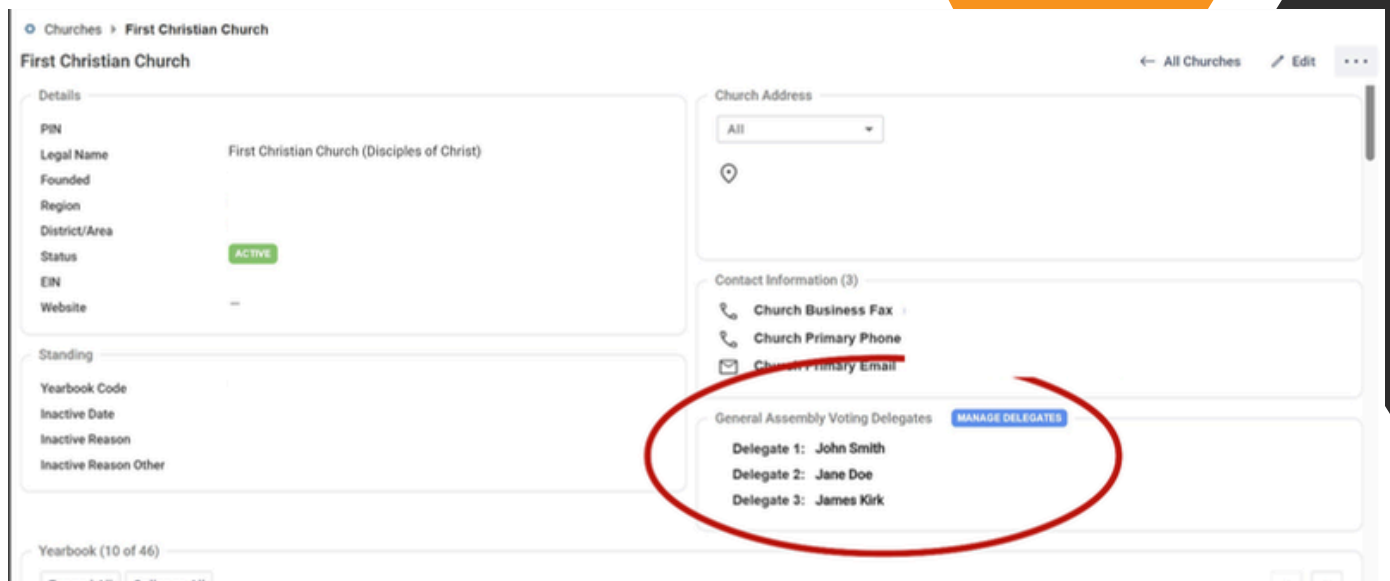 Churches > First Christian Church
First Christian Church
← All Churches
Edit
...
Details
PIN
Legal Name First Christian Church (Disciples of Christ)
Founded
Region
District/Area
Status ACTIVE
EIN
Website —
Standing
Yearbook Code
Inactive Date
Inactive Reason
Inactive Reason Other
Church Address
All
Contact Information (3)
Church Business Fax
Church Primary Phone
Church Primary Email
General Assembly Voting Delegates MANAGE DELEGATES
Delegate 1: John Smith
Delegate 2: Jane Doe
Delegate 3: James Kirk
Yearbook (10 of 46)